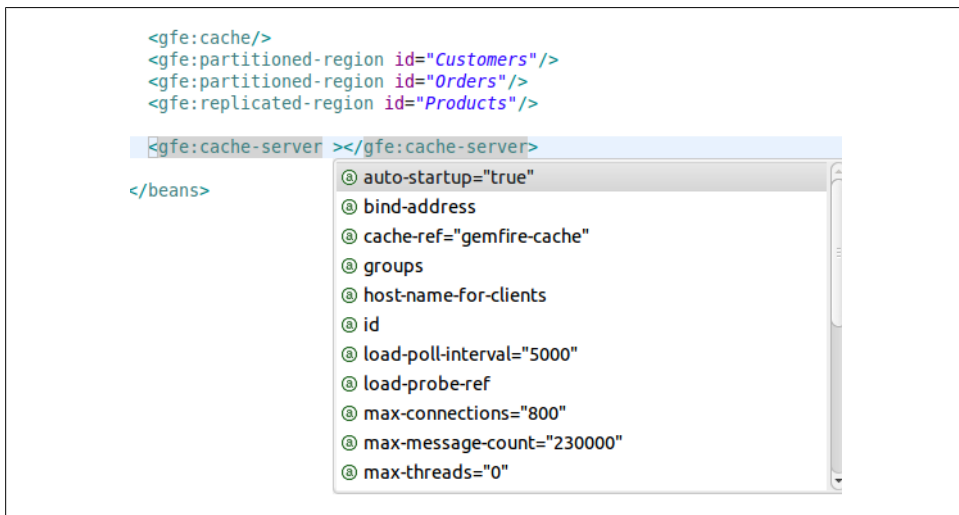 <gfe:cache/>
<gfe:partitioned-region id="Customers"/>
<gfe:partitioned-region id="Orders"/>
<gfe:replicated-region id="Products"/>
<gfe:cache-server ></gfe:cache-server>
</beans>
ⓐ auto-startup="true"
ⓐ bind-address
ⓐ cache-ref="gemfire-cache"
ⓐ groups
ⓐ host-name-for-clients
ⓐ id
ⓐ load-poll-interval="5000"
ⓐ load-probe-ref
ⓐ max-connections="800"
ⓐ max-message-count="230000"
ⓐ max-threads="0"